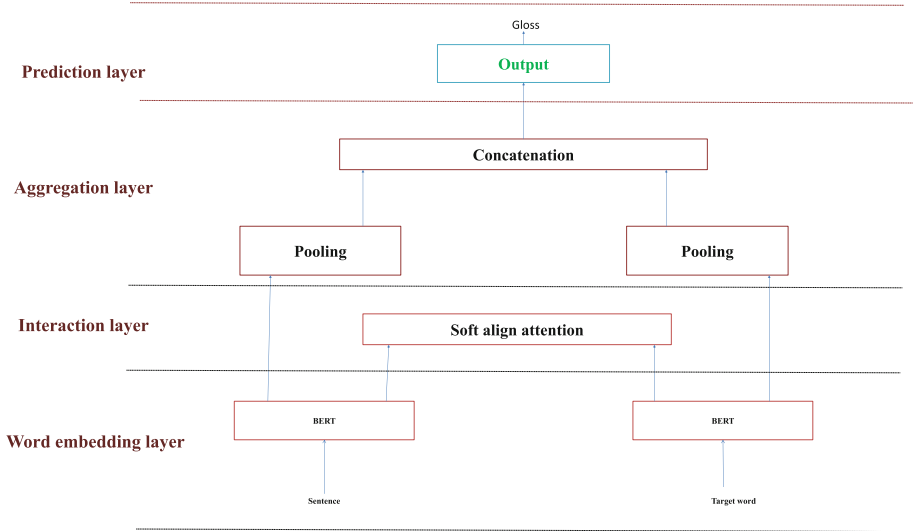 Gloss
Output
Prediction layer
Concatenation
Aggregation layer
Pooling
Pooling
Interaction layer
Soft align attention
BERT
BERT
Word embedding layer
Sentence
Target word